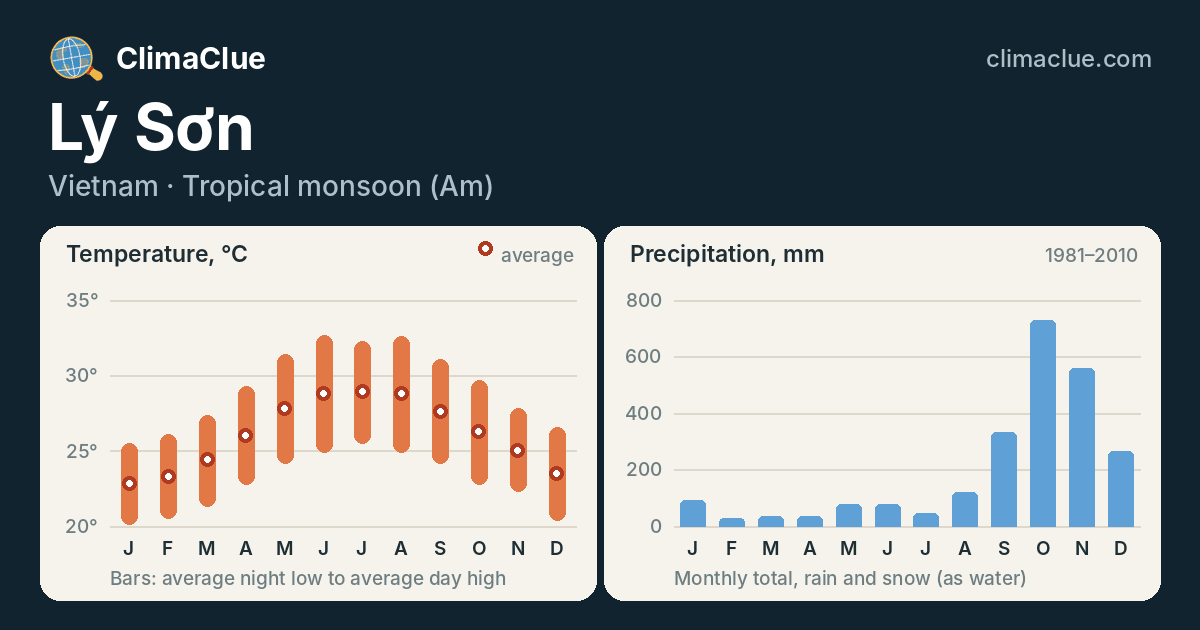 ClimaClue
climaclue.com
Lý Sơn
Vietnam · Tropical monsoon (Am)
Temperature, °C
average
35°
30°
25°
20°
J F M A M J J A S O N D
Bars: average night low to average day high
Precipitation, mm
1981–2010
800
600
400
200
0
J F M A M J J A S O N D
Monthly total, rain and snow (as water)